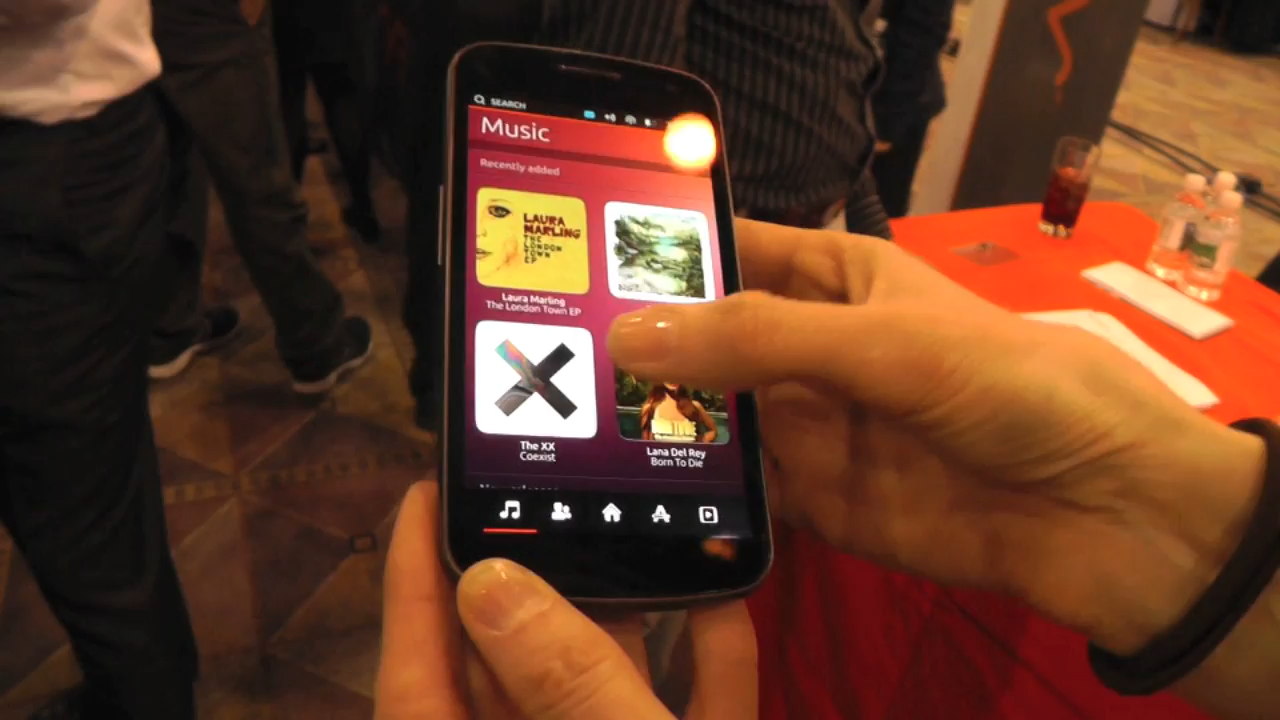 SEARCH
Music
Recently added
LAURA
MARLING
THE
LONDON
TOWN
EP
Laura Marling
The London Town EP
The XX
Coexist
Lana Del Rey
Born To Die